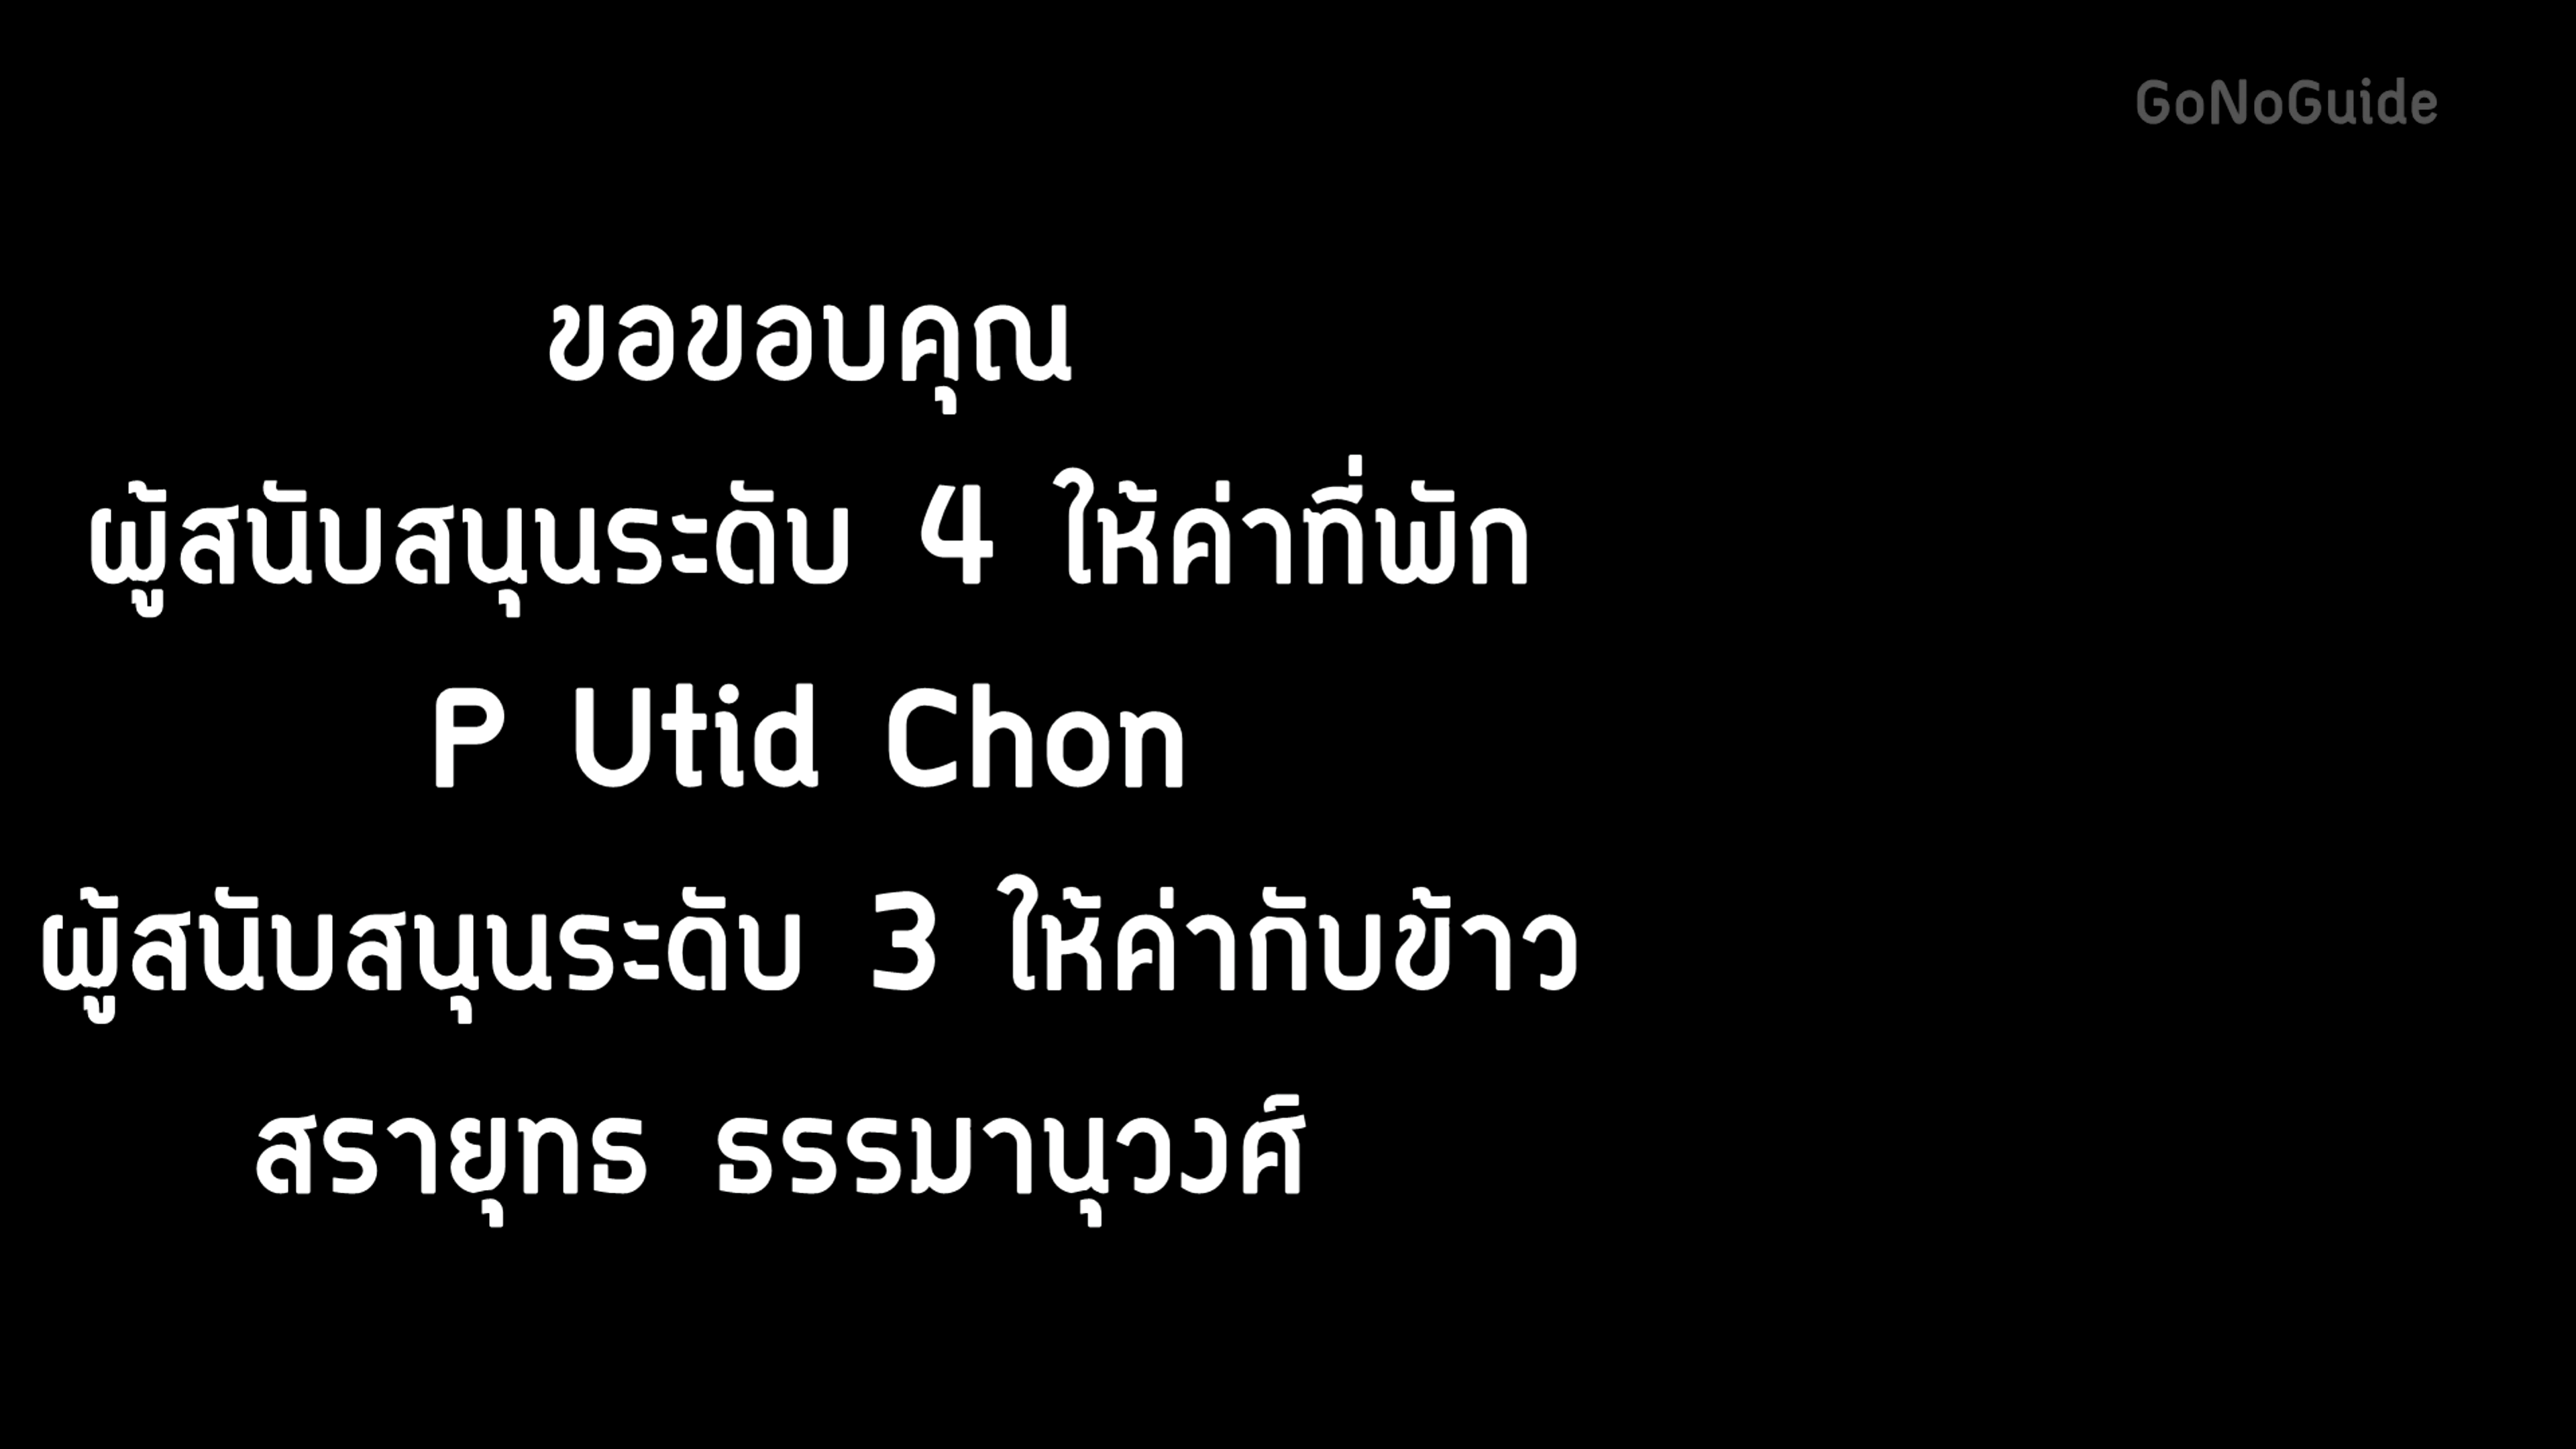 GoNoGuide
ขอขอบคุณ
ผู้สนับสนุนระดับ 4 ให้ค่าที่พัก
P Utid Chon
ผู้สนับสนุนระดับ 3 ให้ค่ากับข้าว
สรายุทธ ธรรมานุวงศ์